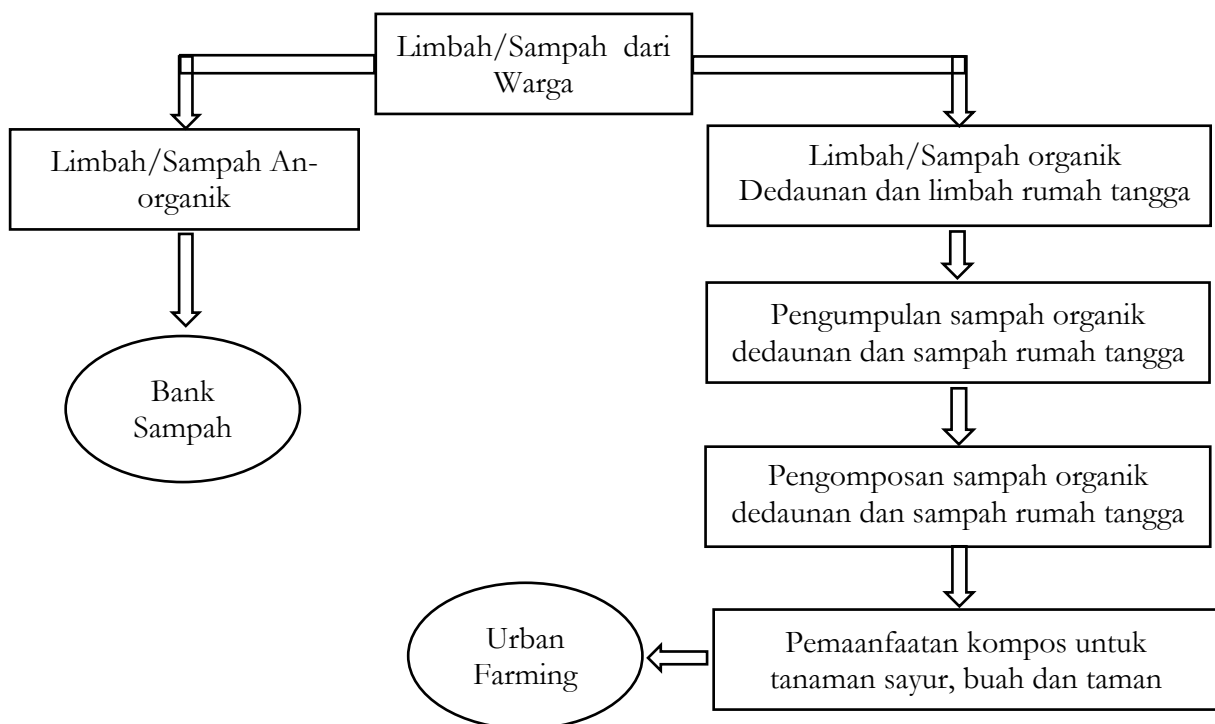 Limbah/Sampah dari
Warga
Limbah/Sampah An-
organik
Limbah/Sampah organik
Dedaunan dan limbah rumah tangga
Pengumpulan sampah organik
dedaunan dan sampah rumah tangga
Bank
Sampah
Pengomposan sampah organik
dedaunan dan sampah rumah tangga
Urban
Farming
Pemaanfaatan kompos untuk
tanaman sayur, buah dan taman